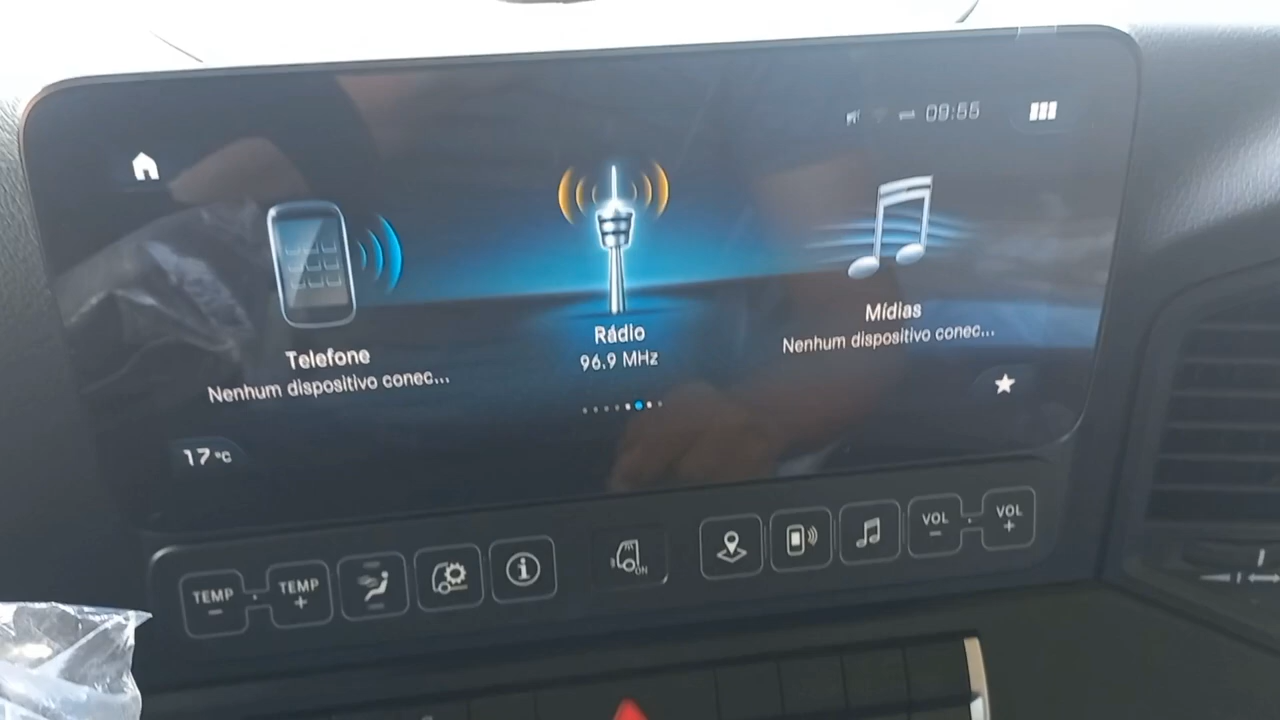 09:55
Telefone
Nenhum dispositivo conec...
Rádio
96.9 MHz
Mídias
Nenhum dispositivo conec...
17 °C
TEMP
−
TEMP
+
i
ON
VOL
−
VOL
+